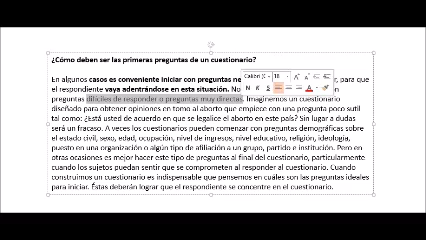 ¿Cómo deben ser las primeras preguntas de un cuestionario?
En algunos casos es conveniente iniciar con preguntas ne
Calibri (C 18
para que
el respondiente vaya adentrándose en esta situación. No
N K S A
preguntas difíciles de responder o preguntas muy directas. Imaginemos un cuestionario
diseñado para obtener opiniones en torno al aborto que empiece con una pregunta poco sutil
tal como: ¿Está usted de acuerdo en que se legalice el aborto en este país? Sin lugar a dudas
será un fracaso. A veces los cuestionarios pueden comenzar con preguntas demográficas sobre
el estado civil, sexo, edad, ocupación, nivel de ingresos, nivel educativo, religión, ideología,
puesto en una organización o algún tipo de afiliación a un grupo, partido e institución. Pero en
otras ocasiones es mejor hacer este tipo de preguntas al final del cuestionario, particularmente
cuando los sujetos puedan sentir que se comprometen al responder al cuestionario. Cuando
construimos un cuestionario es indispensable que pensemos en cuáles son las preguntas ideales
para iniciar. Éstas deberán lograr que el respondiente se concentre en el cuestionario.